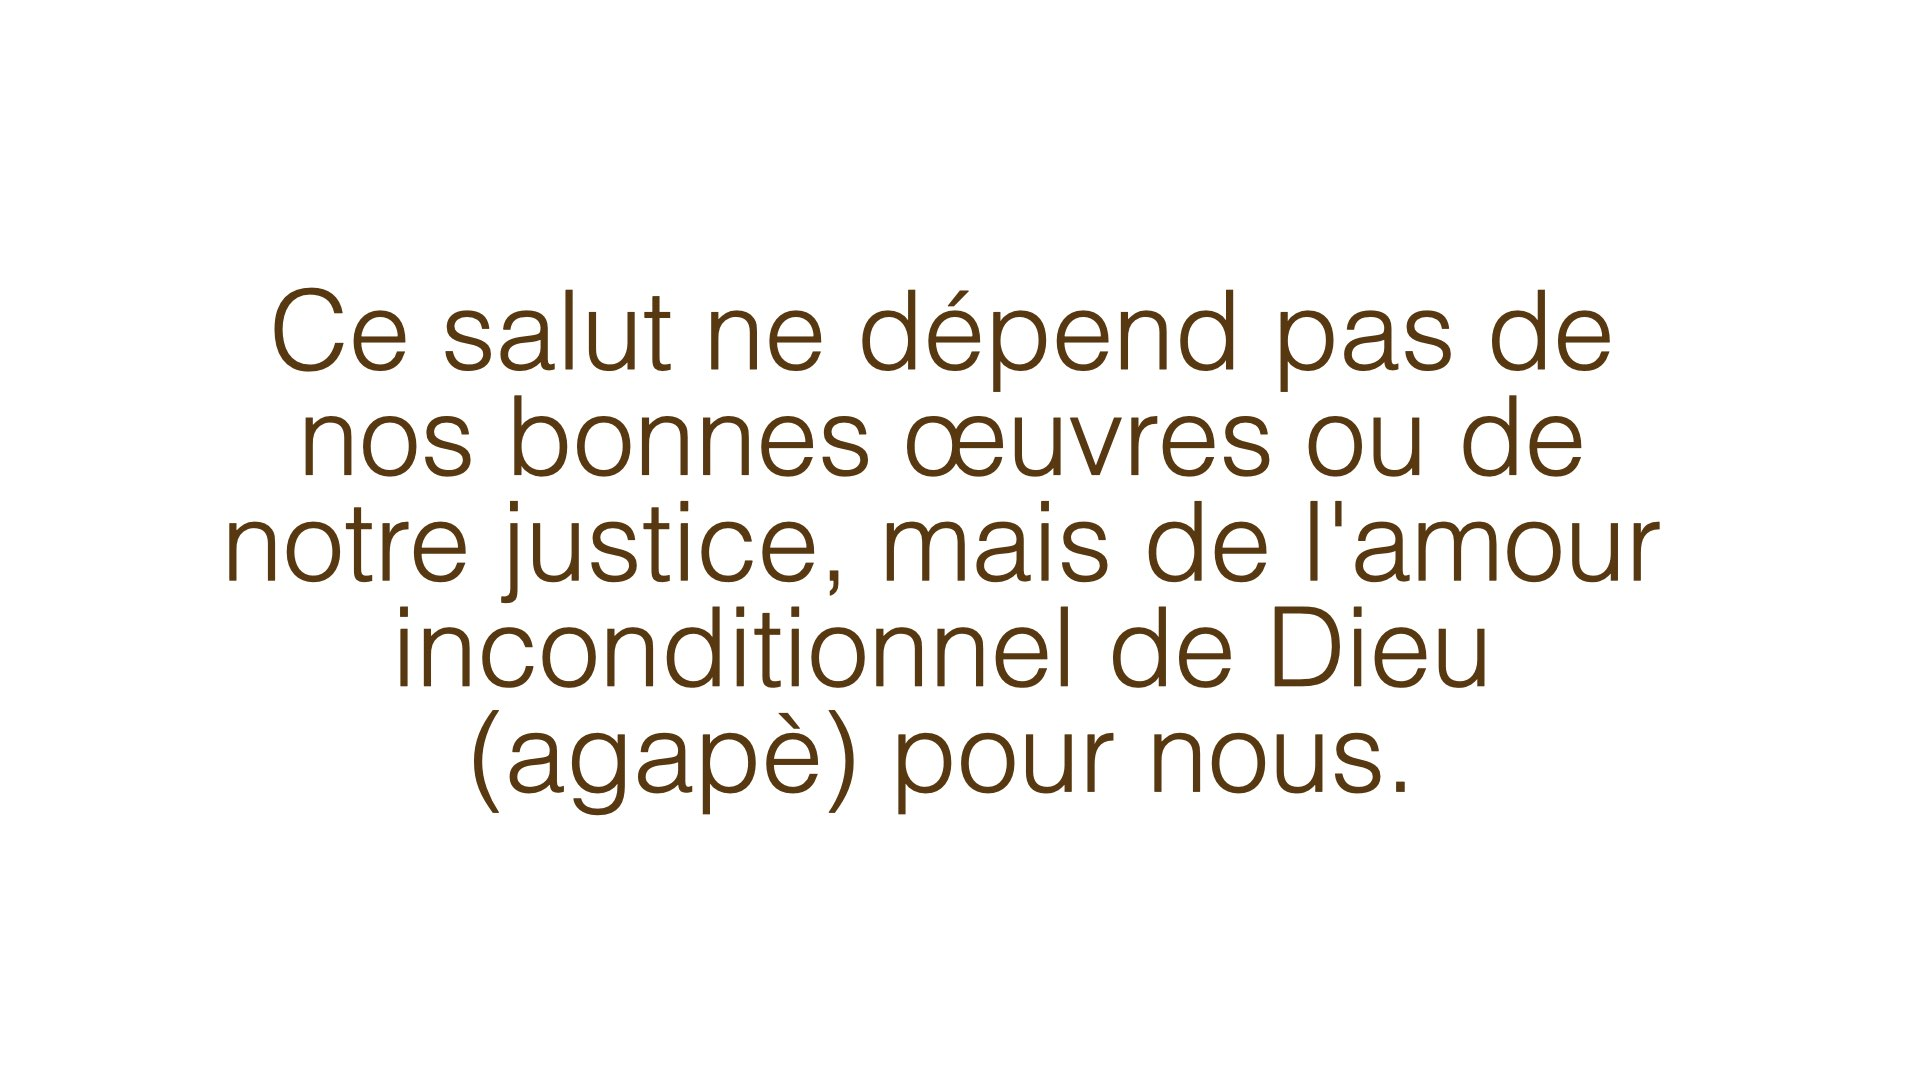 Ce salut ne dépend pas de
nos bonnes œuvres ou de
notre justice, mais de l'amour
inconditionnel de Dieu
(agapè) pour nous.